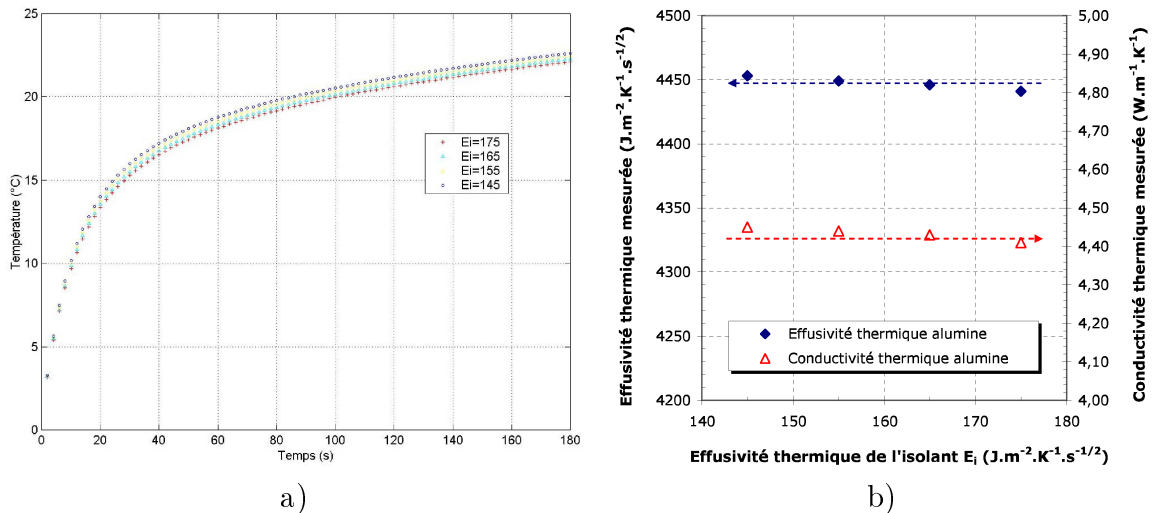 25
20
15
10
5
0
0 20 40 60 80 100 120 140 160 180
Température (°C)
Temps (s)
Ei=175
Ei=165
Ei=155
Ei=145
a)
4500
4450
4400
4350
4300
4250
4200
Effusivité thermique mesurée (J.m⁻².K⁻¹.s⁻¹/²)
5,00
4,90
4,80
4,70
4,60
4,50
4,40
4,30
4,20
4,10
4,00
Conductivité thermique mesurée (W.m⁻¹.K⁻¹)
Effusivité thermique alumine
Conductivité thermique alumine
140 150 160 170 180
Effusivité thermique de l'isolant Eᵢ (J.m⁻².K⁻¹.s⁻¹/²)
b)